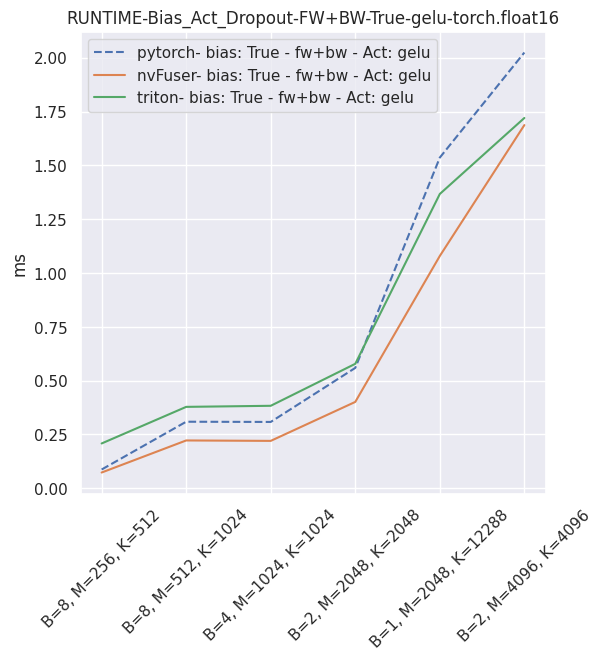 RUNTIME-Bias_Act_Dropout-FW+BW-True-gelu-torch.float16
pytorch- bias: True - fw+bw - Act: gelu
nvFuser- bias: True - fw+bw - Act: gelu
triton- bias: True - fw+bw - Act: gelu
2.00
1.75
1.50
1.25
1.00
0.75
0.50
0.25
0.00
ms
B=8, M=256, K=512
B=8, M=512, K=1024
B=4, M=1024, K=1024
B=2, M=2048, K=2048
B=1, M=2048, K=12288
B=2, M=4096, K=4096